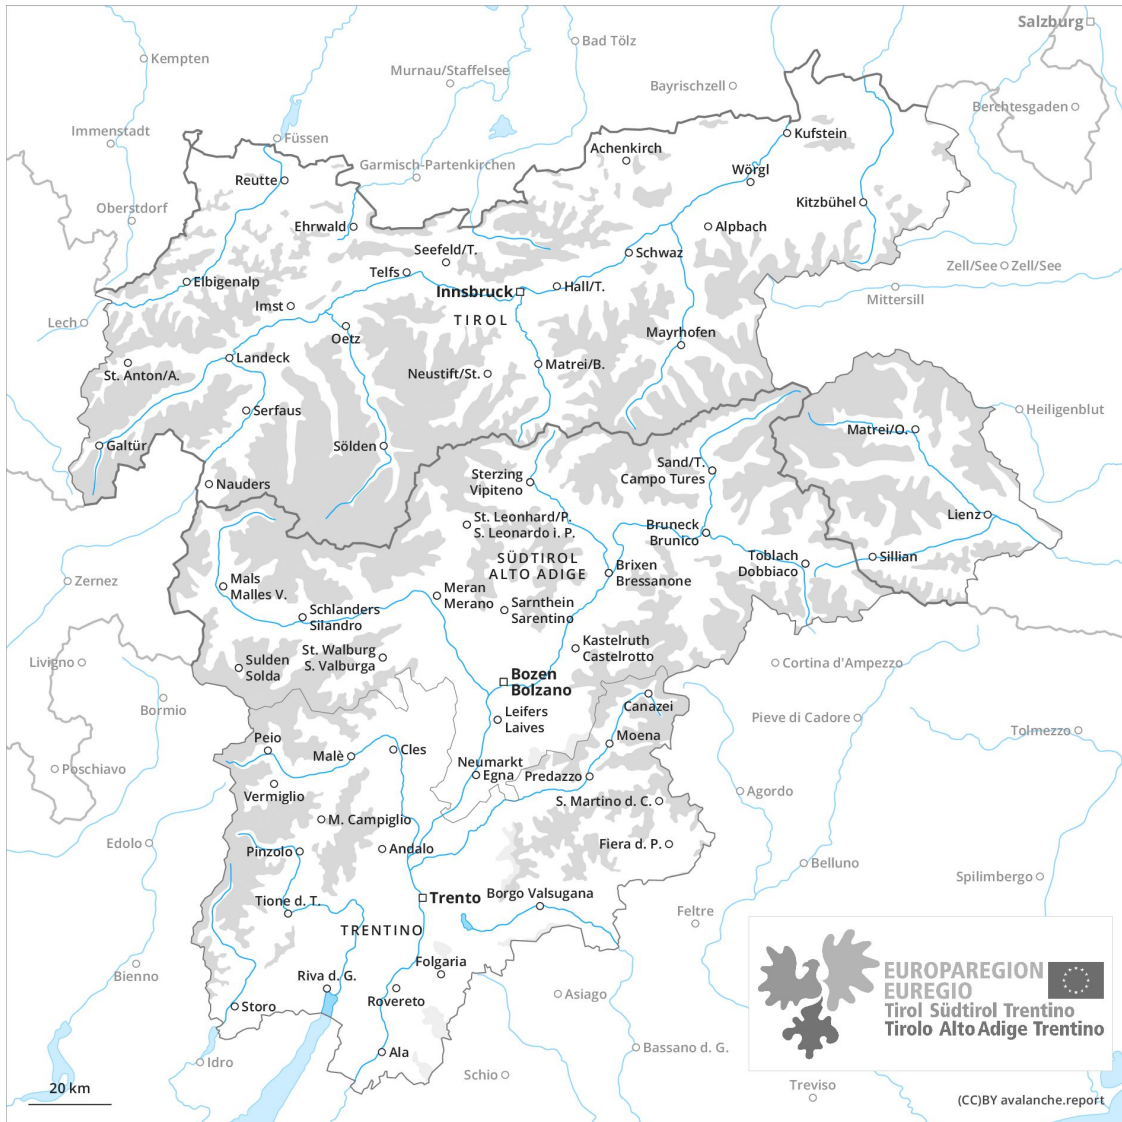 Salzburg
Bad Tölz
Kempten
Murnau/Staffelsee
Bayrischzell
Berchtesgaden
Immenstadt
Füssen
Kufstein
Achenkirch
Garmisch-Partenkirchen
Wörgl
Reutte
Oberstdorf
Kitzbühel
Ehrwald
Alpbach
Seefeld/T.
Schwaz
Telfs
Zell/See
Zell/See
Elbigenalp
Hall/T.
Innsbruck
Mittersill
Imst
TIROL
Lech
Mayrhofen
Oetz
Landeck
Matrei/B.
St. Anton/A.
Neustift/St.
Serfaus
Heiligenblut
Matrei/O.
Galtür
Sölden
Sand/T.
Campo Tures
Sterzing
Vipiteno
Nauders
St. Leonhard/P.
S. Leonardo i. P.
Lienz
Bruneck
Brunico
SÜDTIROL
ALTO ADIGE
Toblach
Dobbiaco
Sillian
Brixen
Bressanone
Zernez
Mals
Malles V.
Meran
Merano
Sarnthein
Sarentino
Schlanders
Silandro
Kastelruth
Castelrotto
St. Walburg
S. Valburga
Livigno
Sulden
Solda
Cortina d'Ampezzo
Bozen
Bolzano
Bormio
Canazei
Leifers
Laives
Pieve di Cadore
Tolmezzo
Moena
Peio
Malè
Cles
Neumarkt
Egna
Predazzo
Poschiavo
Vermiglio
Agordo
S. Martino d. C.
M. Campiglio
Edolo
Fiera d. P.
Pinzolo
Andalo
Belluno
Spilimbergo
Borgo Valsugana
Tione d. T.
Trento
Feltre
TRENTINO
Folgaria
Bienno
Riva d. G.
Asiago
Rovereto
Storo
EUROPAREGION
EUREGIO
Tirol Südtirol Trentino
Tirolo Alto Adige Trentino
Bassano d. G.
Ala
Idro
Schio
Treviso
20 km
(CC)BY avalanche.report